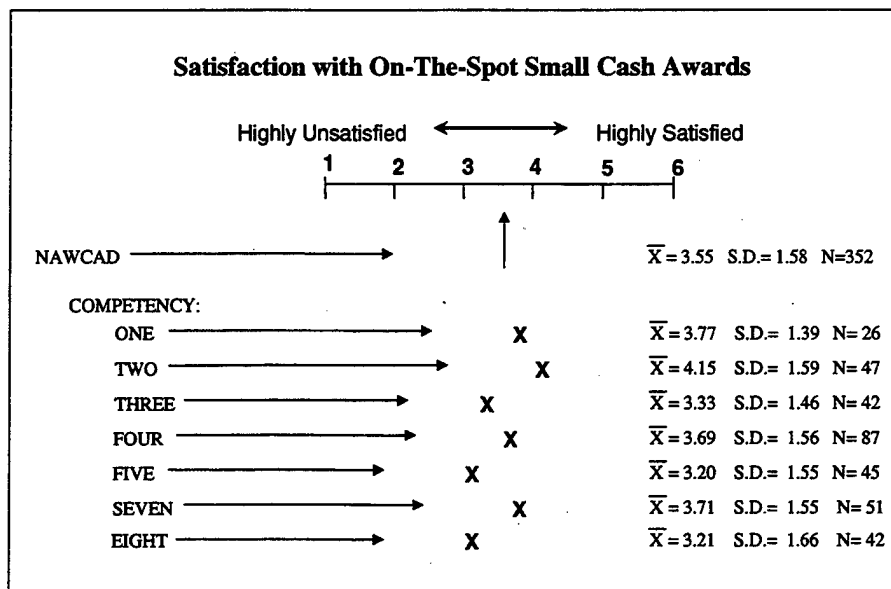 Satisfaction with On-The-Spot Small Cash Awards
Highly Unsatisfied Highly Satisfied
1 2 3 4 5 6
NAWCAD X̅ = 3.55 S.D.= 1.58 N=352
COMPETENCY:
ONE X X̅ = 3.77 S.D.= 1.39 N= 26
TWO X X̅ = 4.15 S.D.= 1.59 N= 47
THREE X X̅ = 3.33 S.D.= 1.46 N= 42
FOUR X X̅ = 3.69 S.D.= 1.56 N= 87
FIVE X X̅ = 3.20 S.D.= 1.55 N= 45
SEVEN X X̅ = 3.71 S.D.= 1.55 N= 51
EIGHT X X̅ = 3.21 S.D.= 1.66 N= 42